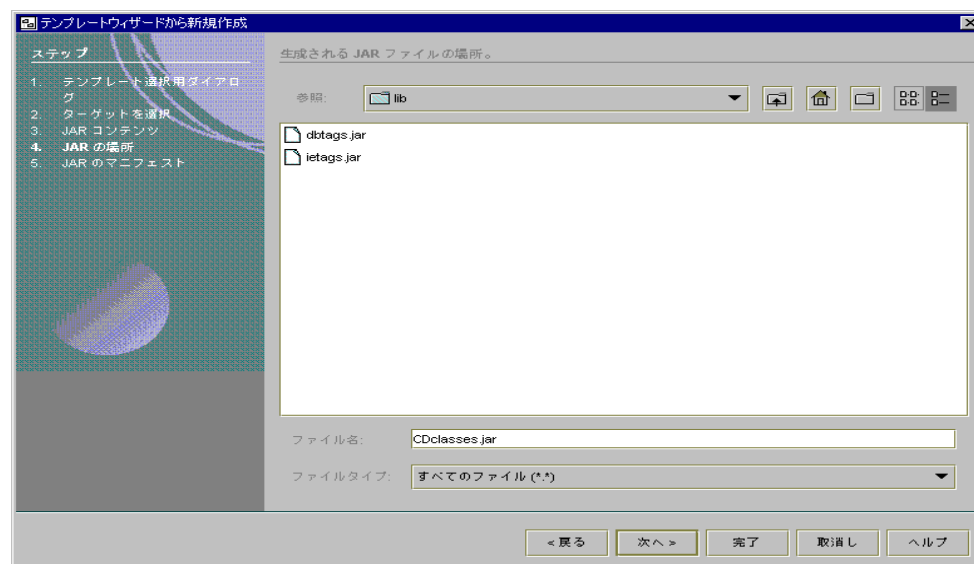 テンプレートウィザードから新規作成
ステップ
1. テンプレート選択用ダイアログ
2. ターゲットを選択
3. JAR コンテンツ
4. JAR の場所
5. JAR のマニフェスト
生成される JAR ファイルの場所。
参照:
lib
dbtags.jar
ietags.jar
ファイル名:
CDclasses.jar
ファイルタイプ:
すべてのファイル (*.*)
< 戻る
次へ >
完了
取消し
ヘルプ